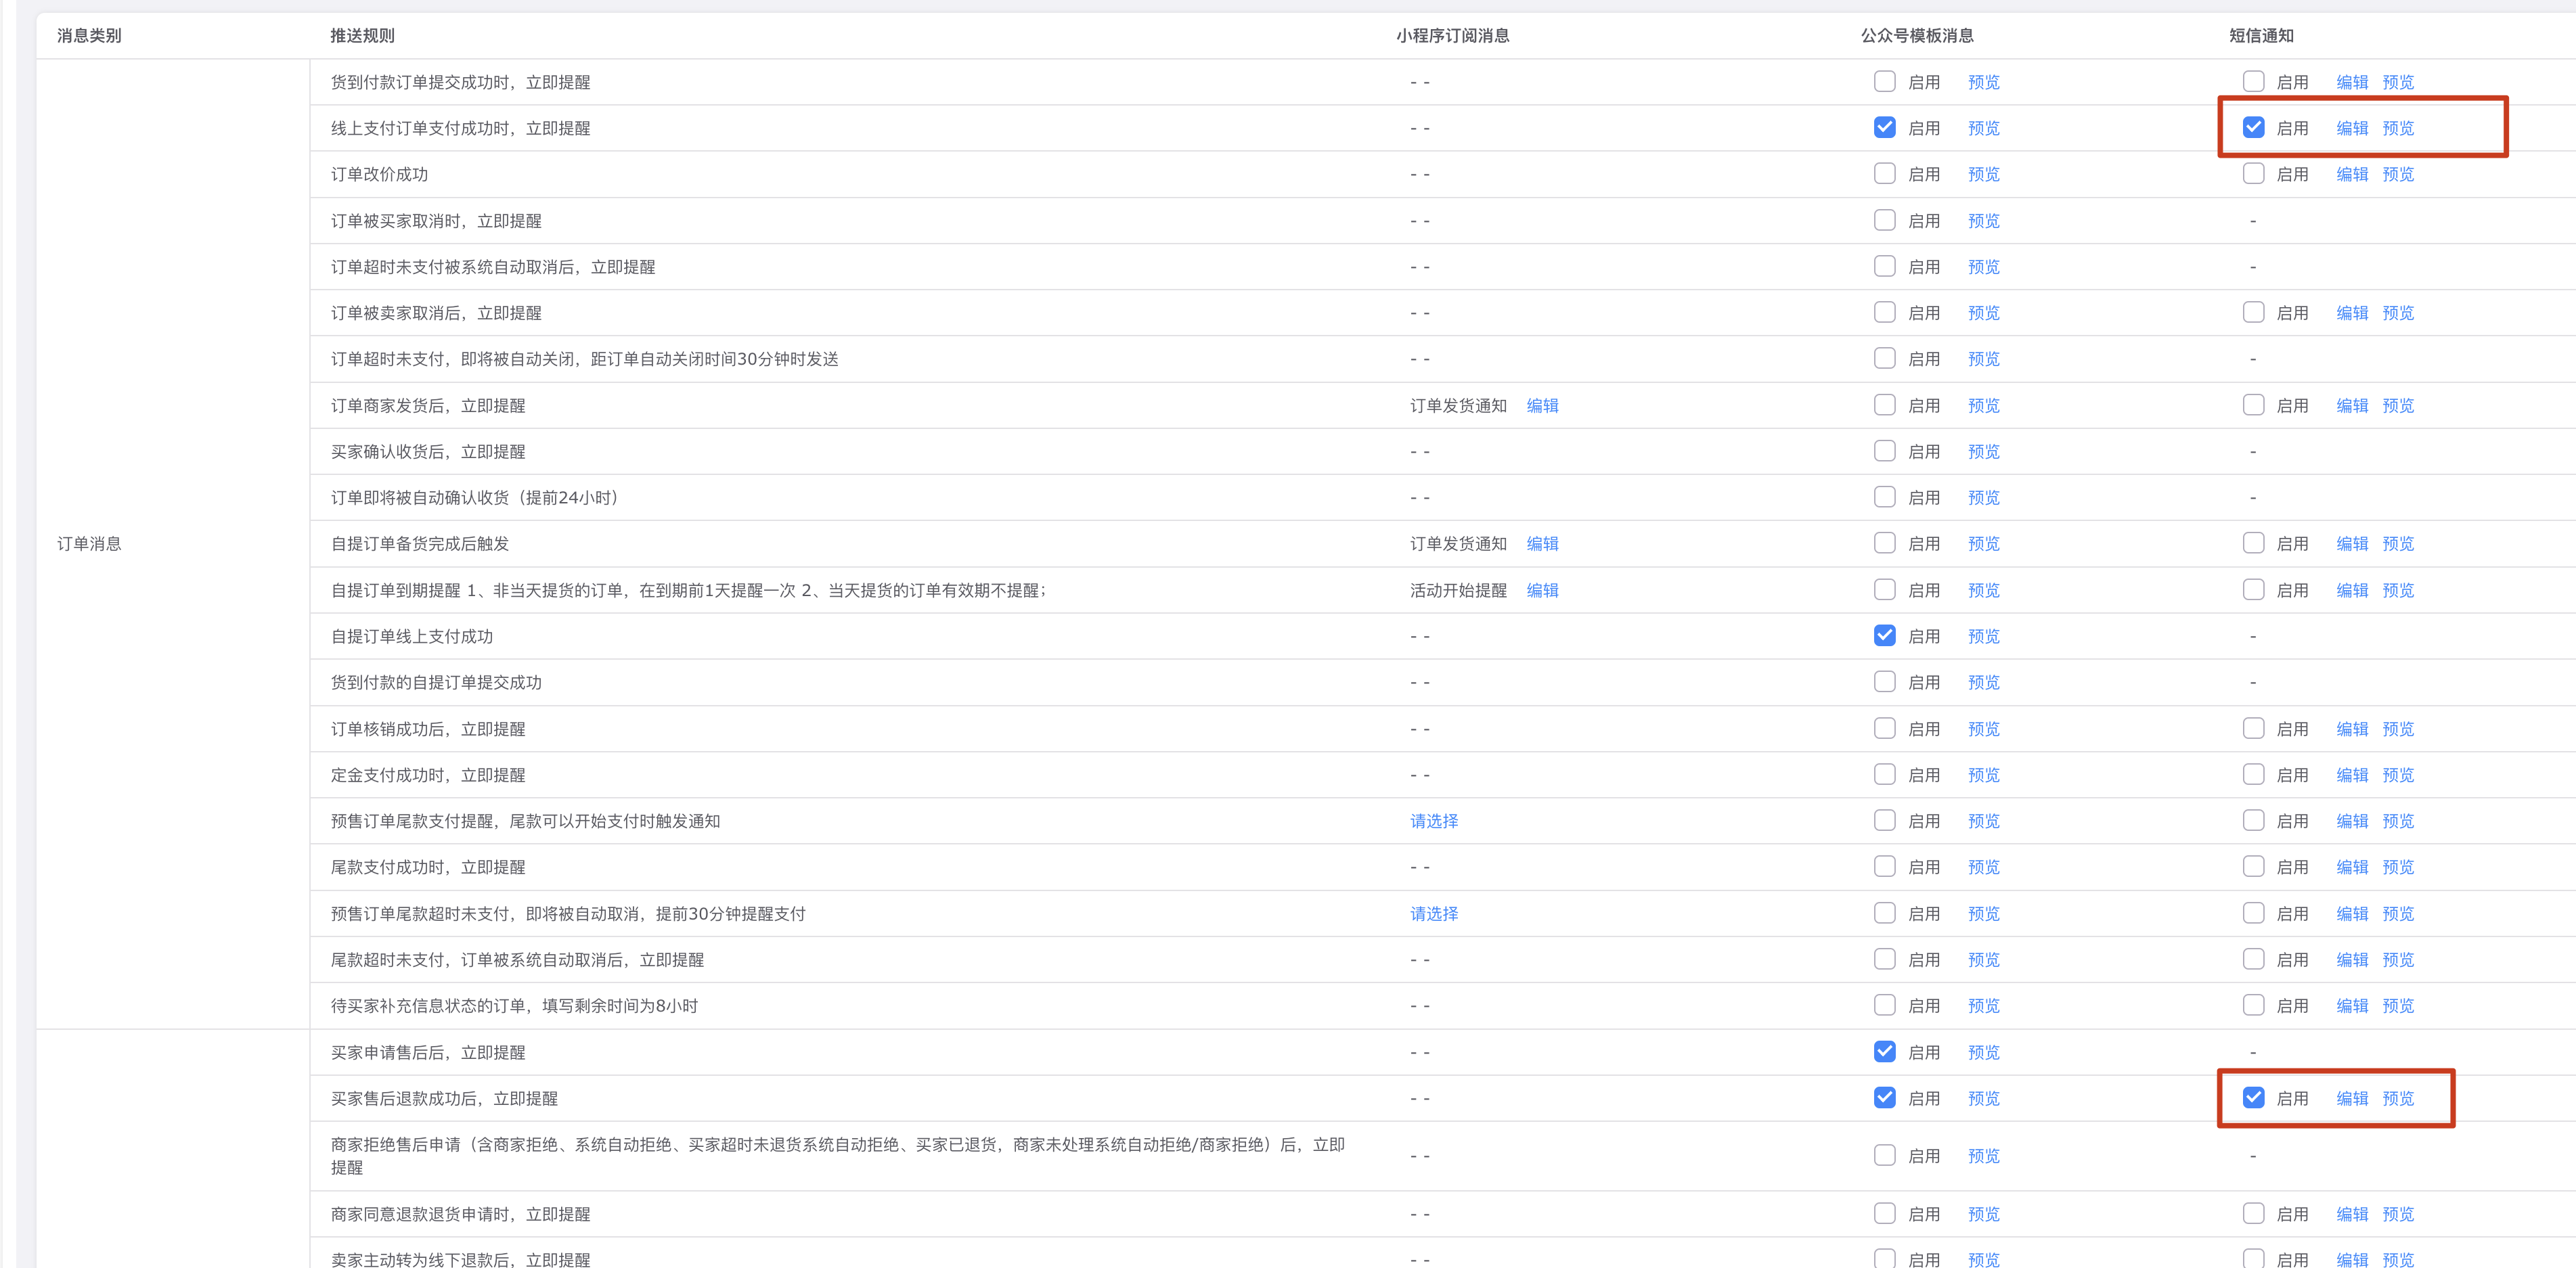 消息类别 推送规则 小程序订阅消息 公众号模板消息 短信通知
货到付款订单提交成功时，立即提醒 - - 启用 预览 启用 编辑 预览
线上支付订单支付成功时，立即提醒 - - 启用 预览 启用 编辑 预览
订单改价成功 - - 启用 预览 启用 编辑 预览
订单被买家取消时，立即提醒 - - 启用 预览 -
订单超时未支付被系统自动取消后，立即提醒 - - 启用 预览 -
订单被卖家取消后，立即提醒 - - 启用 预览 启用 编辑 预览
订单超时未支付，即将被自动关闭，距订单自动关闭时间30分钟时发送 - - 启用 预览 -
订单商家发货后，立即提醒 订单发货通知 编辑 启用 预览 启用 编辑 预览
买家确认收货后，立即提醒 - - 启用 预览 -
订单即将被自动确认收货（提前24小时） - - 启用 预览 -
订单消息 自提订单备货完成后触发 订单发货通知 编辑 启用 预览 启用 编辑 预览
自提订单到期提醒 1、非当天提货的订单，在到期前1天提醒一次 2、当天提货的订单有效期不提醒； 活动开始提醒 编辑 启用 预览 启用 编辑 预览
自提订单线上支付成功 - - 启用 预览 -
货到付款的自提订单提交成功 - - 启用 预览 -
订单核销成功后，立即提醒 - - 启用 预览 启用 编辑 预览
定金支付成功时，立即提醒 - - 启用 预览 启用 编辑 预览
预售订单尾款支付提醒，尾款可以开始支付时触发通知 请选择 启用 预览 启用 编辑 预览
尾款支付成功时，立即提醒 - - 启用 预览 启用 编辑 预览
预售订单尾款超时未支付，即将被自动取消，提前30分钟提醒支付 请选择 启用 预览 启用 编辑 预览
尾款超时未支付，订单被系统自动取消后，立即提醒 - - 启用 预览 启用 编辑 预览
待买家补充信息状态的订单，填写剩余时间为8小时 - - 启用 预览 启用 编辑 预览
买家申请售后后，立即提醒 - - 启用 预览 -
买家售后退款成功后，立即提醒 - - 启用 预览 启用 编辑 预览
商家拒绝售后申请（含商家拒绝、系统自动拒绝、买家超时未退货系统自动拒绝、买家已退货，商家未处理系统自动拒绝/商家拒绝）后，立即
提醒 - - 启用 预览 -
商家同意退款退货申请时，立即提醒 - - 启用 预览 启用 编辑 预览
卖家主动转为线下退款后，立即提醒 - - 启用 预览 启用 编辑 预览